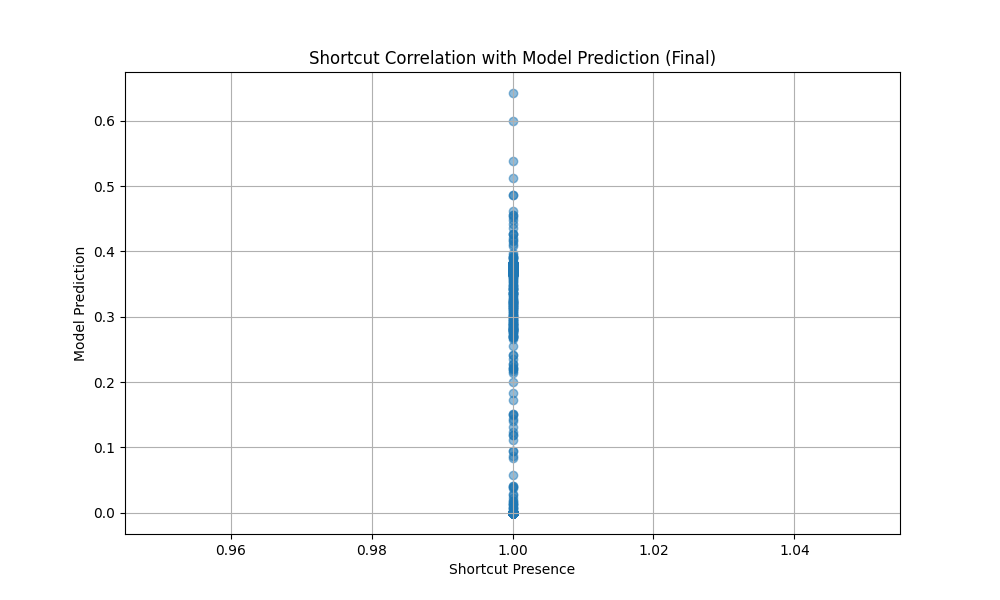 Shortcut Correlation with Model Prediction (Final)
Model Prediction
0.6
0.5
0.4
0.3
0.2
0.1
0.0
0.96 0.98 1.00 1.02 1.04
Shortcut Presence